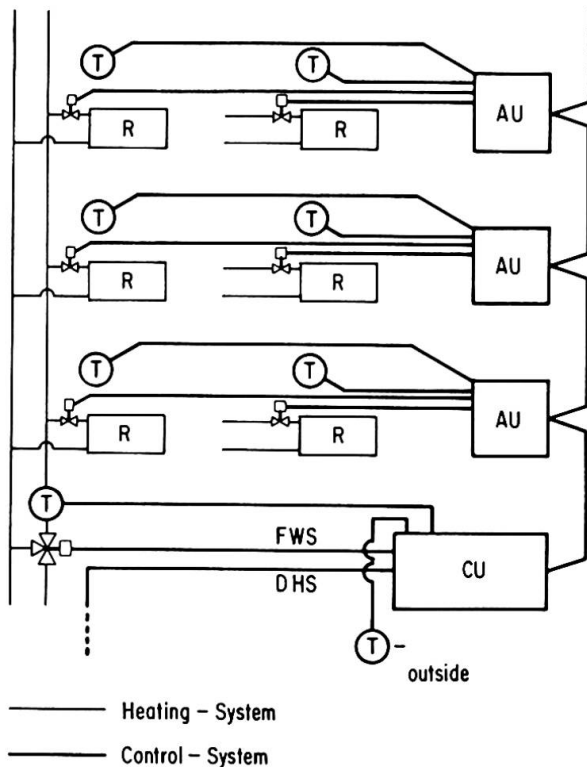 T
T
AU
R
R
T
T
AU
R
R
T
T
AU
R
R
T
FWS
CU
DHS
T - outside
Heating - System
Control - System